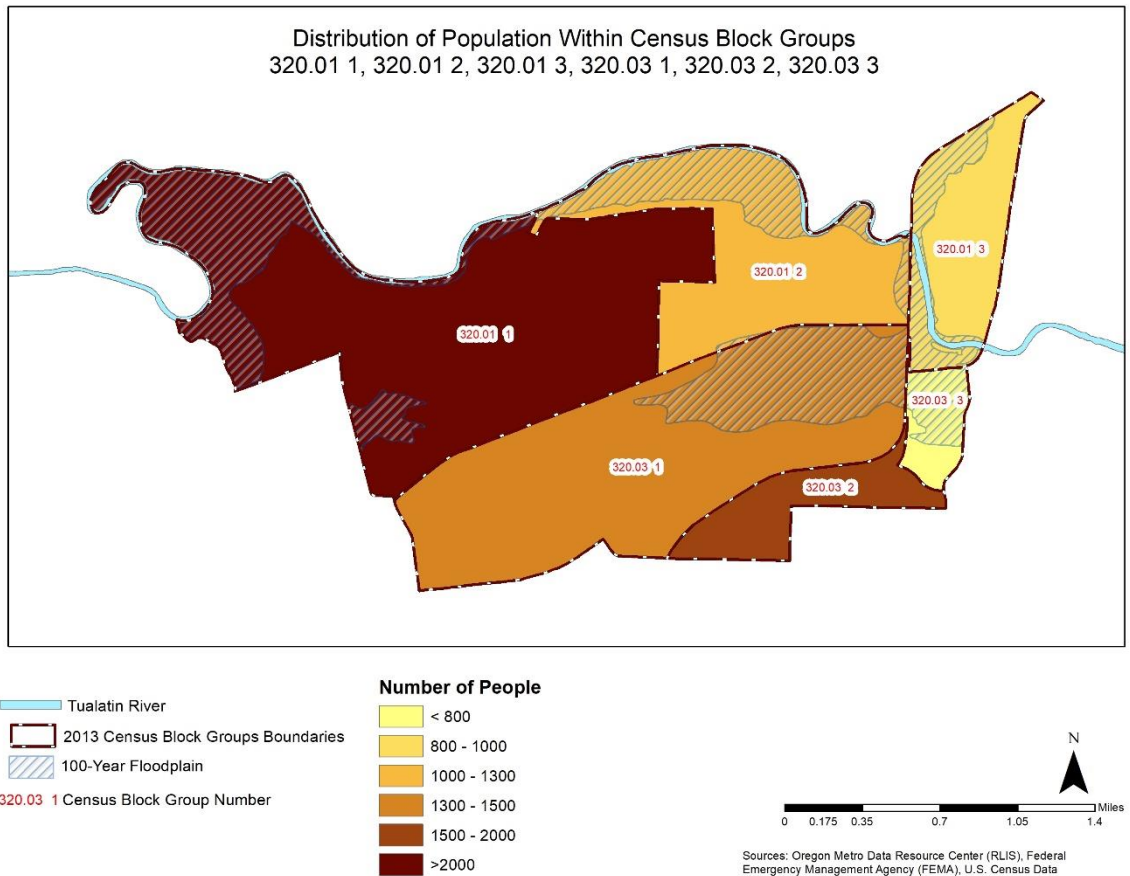 Distribution of Population Within Census Block Groups
320.01 1, 320.01 2, 320.01 3, 320.03 1, 320.03 2, 320.03 3
320.01 3
320.01 2
320.01 1
320.03 3
320.03 1
320.03 2
Tualatin River
2013 Census Block Groups Boundaries
100-Year Floodplain
320.03 1 Census Block Group Number
Number of People
< 800
800 - 1000
1000 - 1300
1300 - 1500
1500 - 2000
>2000
N
Miles
0 0.175 0.35 0.7 1.05 1.4
Sources: Oregon Metro Data Resource Center (RLIS), Federal
Emergency Management Agency (FEMA), U.S. Census Data